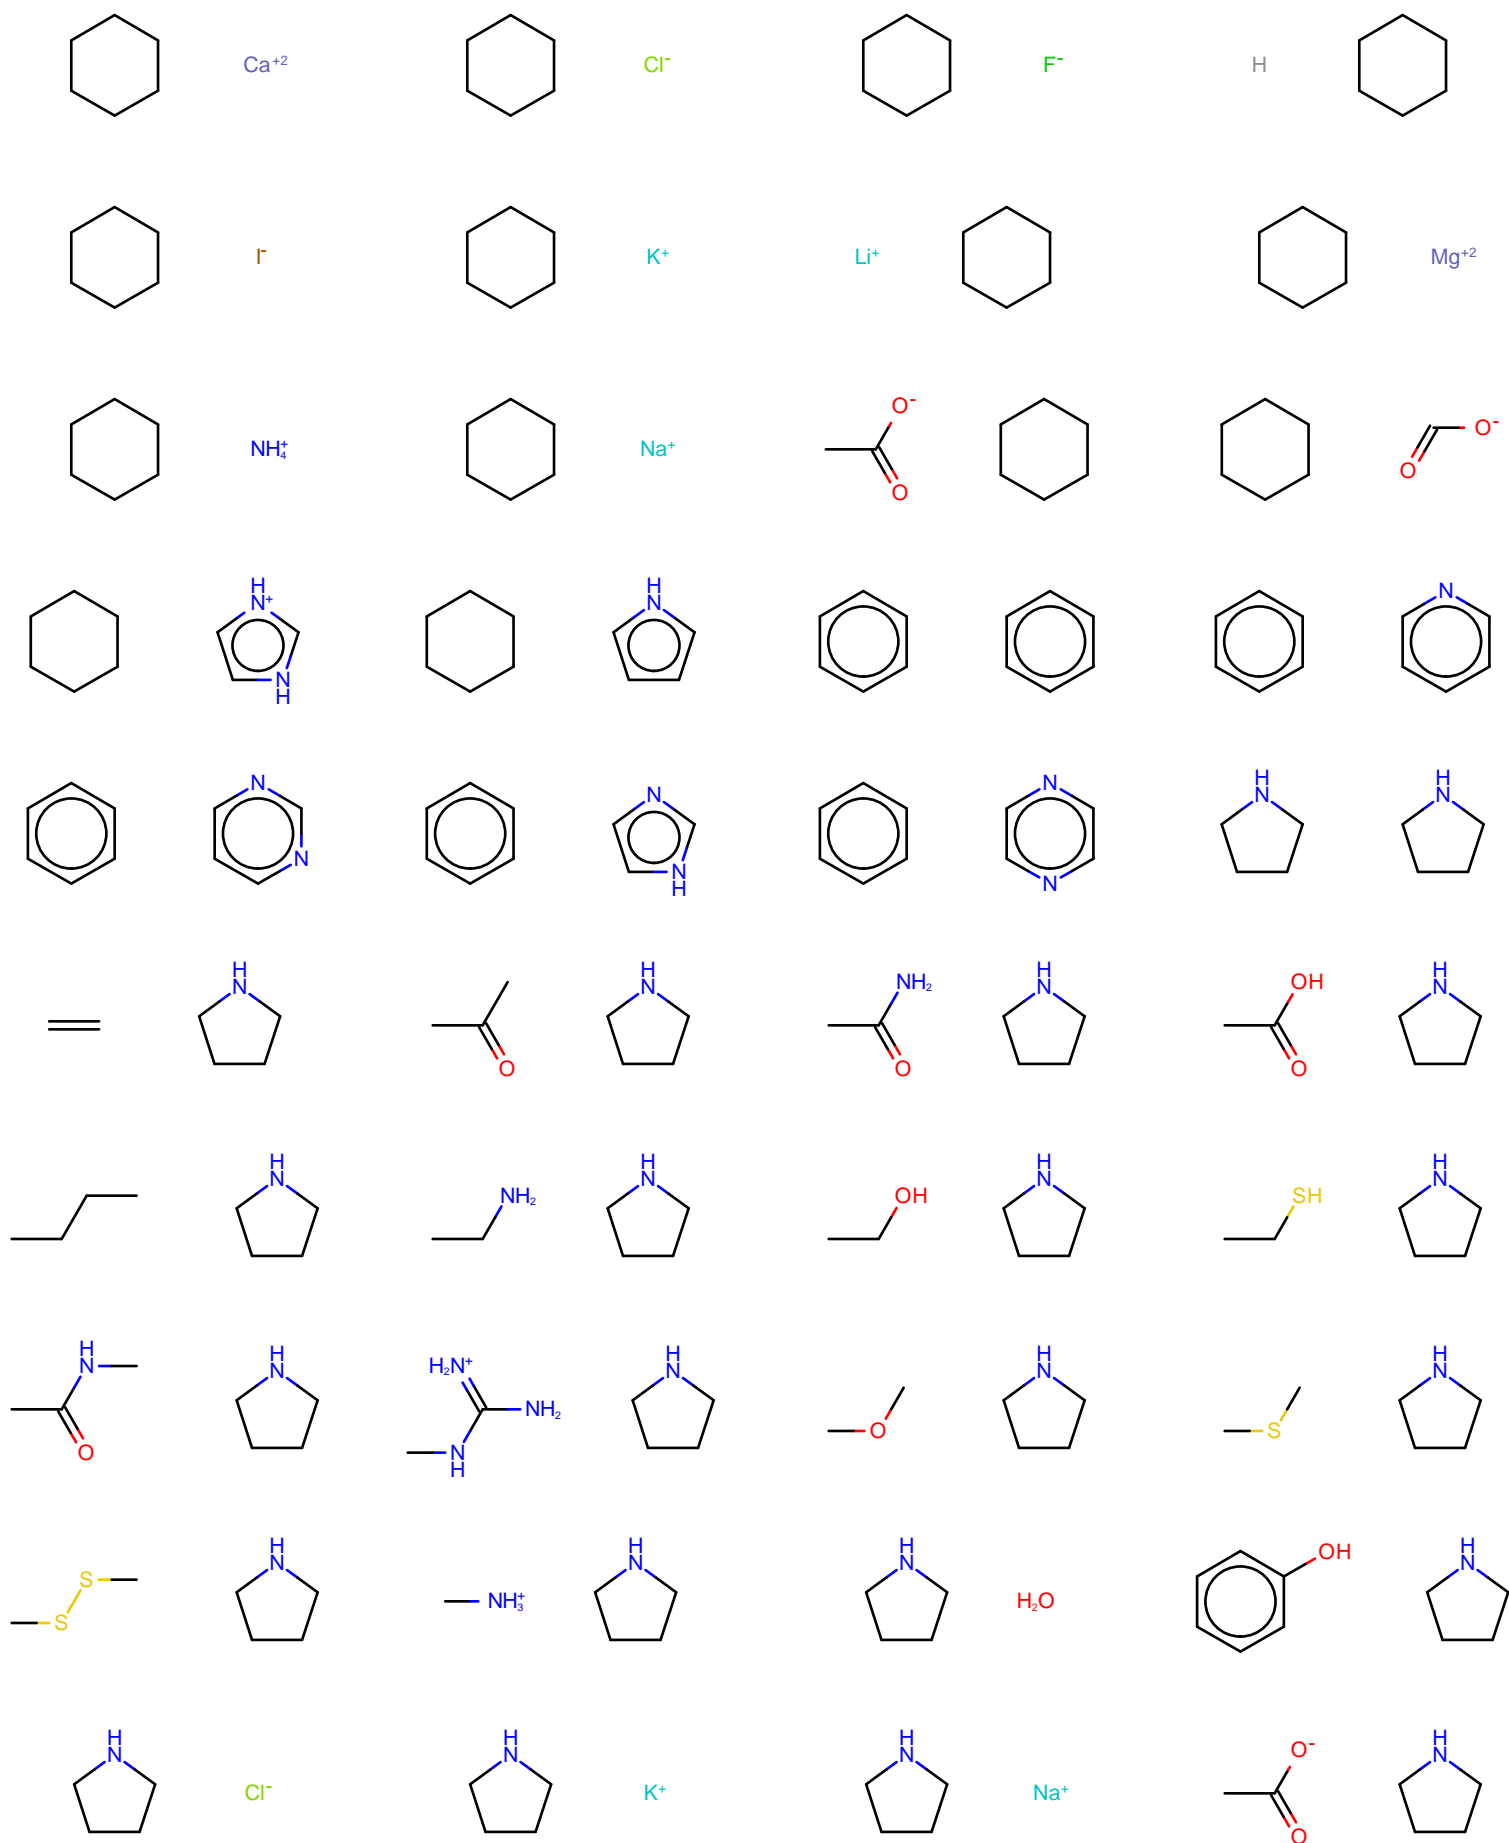 Ca+2 Cl- F- H
I- K+ Li+ Mg+2
O-
NH4+ Na+ O O-
O
H H
N+ N N
N
H
N N N H H
N N
N N N
H
H H H H
N NH2 N OH N N
O O O
H H H H
N NH2 N OH N SH N
H H H H H
N N H2N+ N N N
NH2
O N O S
H
H H H H
S N N N OH N
S NH3+ H2O
H H H O- H
N N N N
Cl- K+ Na+
O